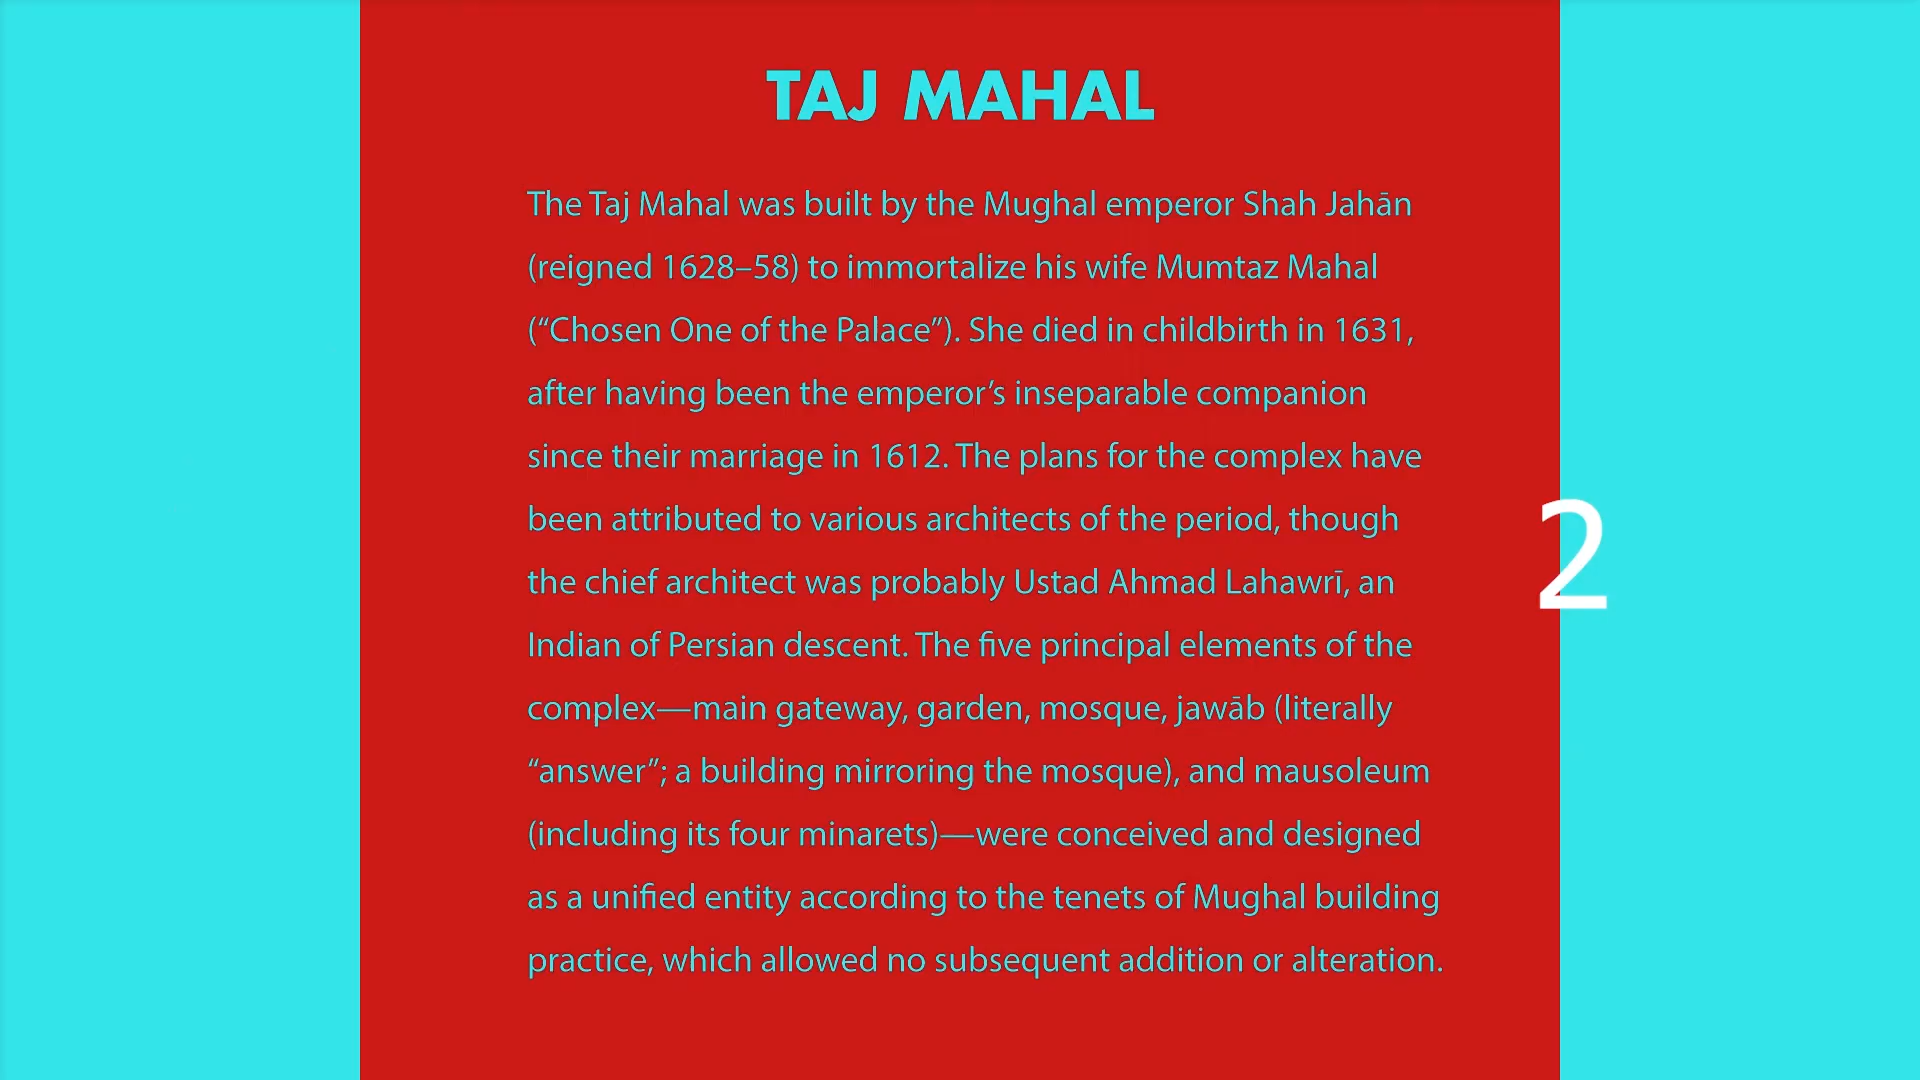 TAJ MAHAL
The Taj Mahal was built by the Mughal emperor Shah Jahān
(reigned 1628–58) to immortalize his wife Mumtaz Mahal
(“Chosen One of the Palace”). She died in childbirth in 1631,
after having been the emperor’s inseparable companion
since their marriage in 1612. The plans for the complex have
been attributed to various architects of the period, though
the chief architect was probably Ustad Ahmad Lahawrī, an
Indian of Persian descent. The five principal elements of the
complex—main gateway, garden, mosque, jawāb (literally
“answer”; a building mirroring the mosque), and mausoleum
(including its four minarets)—were conceived and designed
as a unified entity according to the tenets of Mughal building
practice, which allowed no subsequent addition or alteration.
2